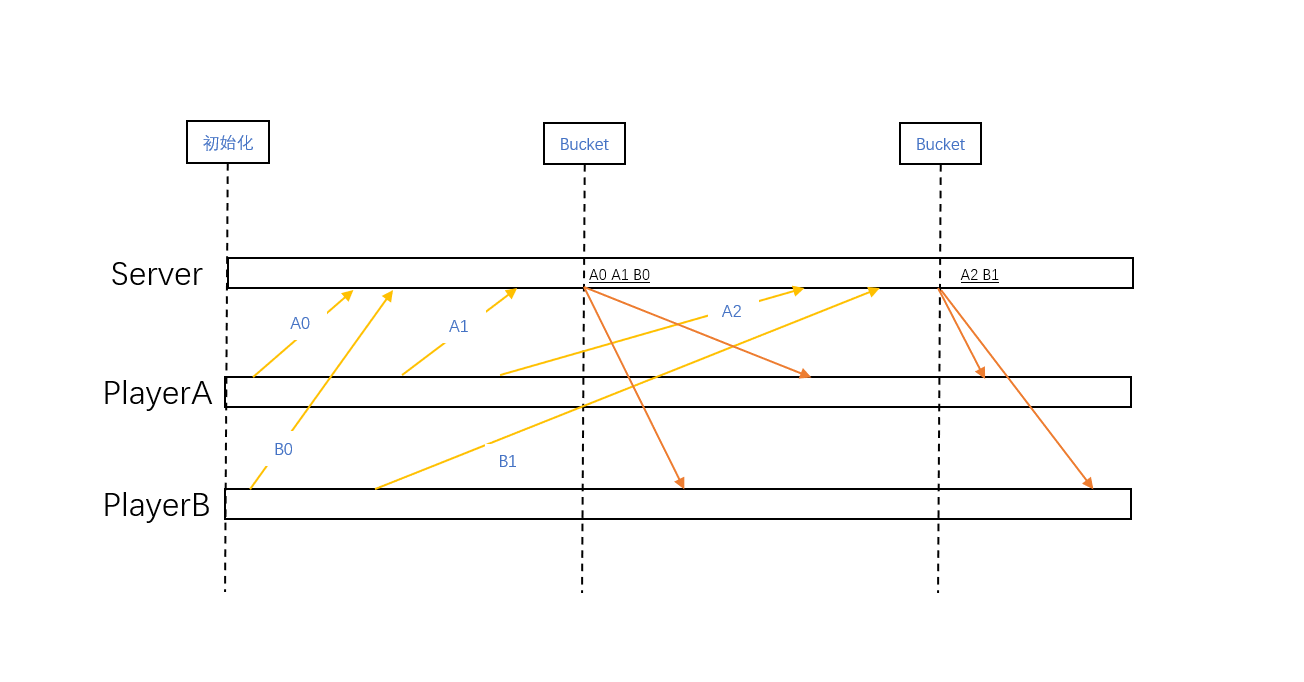 初始化
Bucket
Bucket
Server
A0 A1 B0
A2 B1
A0
A1
A2
PlayerA
B0
B1
PlayerB